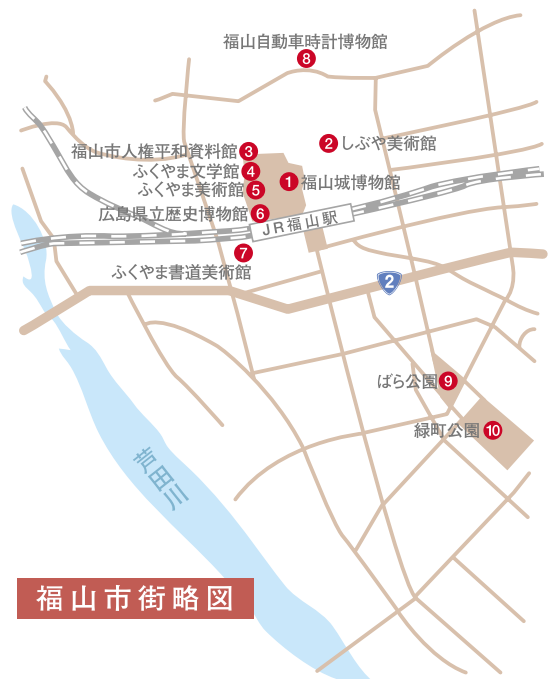 福山自動車時計博物館
8
2 しぶや美術館
福山市人権平和資料館 3
ふくやま文学館 4
ふくやま美術館 5
1 福山城博物館
広島県立歴史博物館 6
JR福山駅
7
ふくやま書道美術館
2
ばら公園 9
緑町公園 10
芦田川
福山市街略図